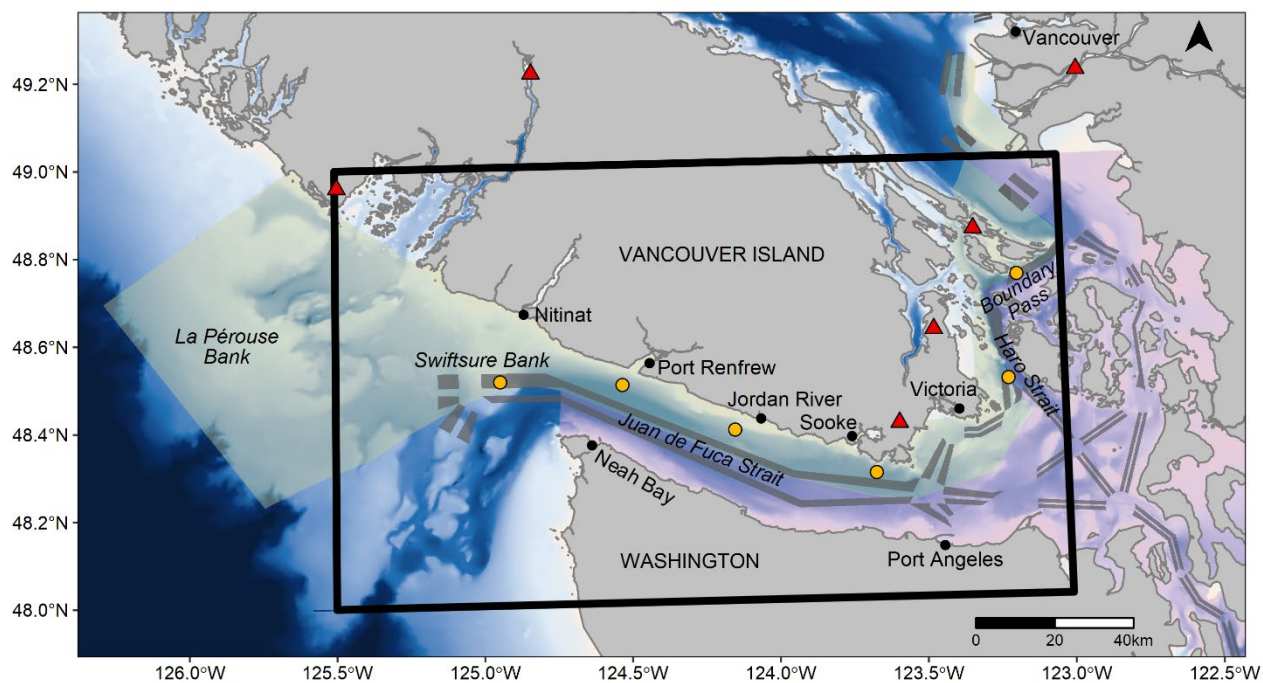 Vancouver
49.2°N
49.0°N
48.8°N
48.6°N
48.4°N
48.2°N
48.0°N
VANCOUVER ISLAND
Boundary
Pass
Nitinat
La Pérouse
Bank
Swiftsure Bank
Port Renfrew
Haro Strait
Jordan River
Victoria
Sooke
Juan de Fuca Strait
Neah Bay
WASHINGTON
Port Angeles
0 20 40km
126.0°W 125.5°W 125.0°W 124.5°W 124.0°W 123.5°W 123.0°W 122.5°W